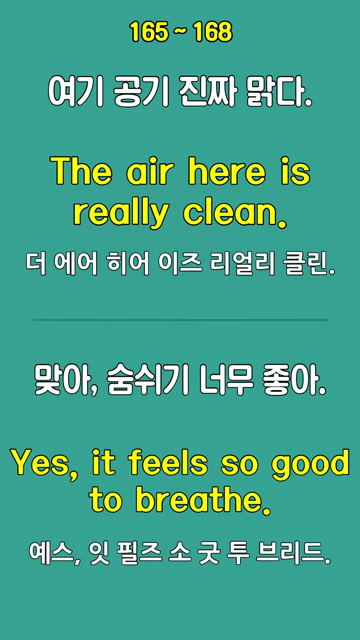 165 ~ 168
여기 공기 진짜 맑다.
The air here is
really clean.
더 에어 히어 이즈 리얼리 클린.
맞아, 숨쉬기 너무 좋아.
Yes, it feels so good
to breathe.
예스, 잇 필즈 소 굿 투 브리드.